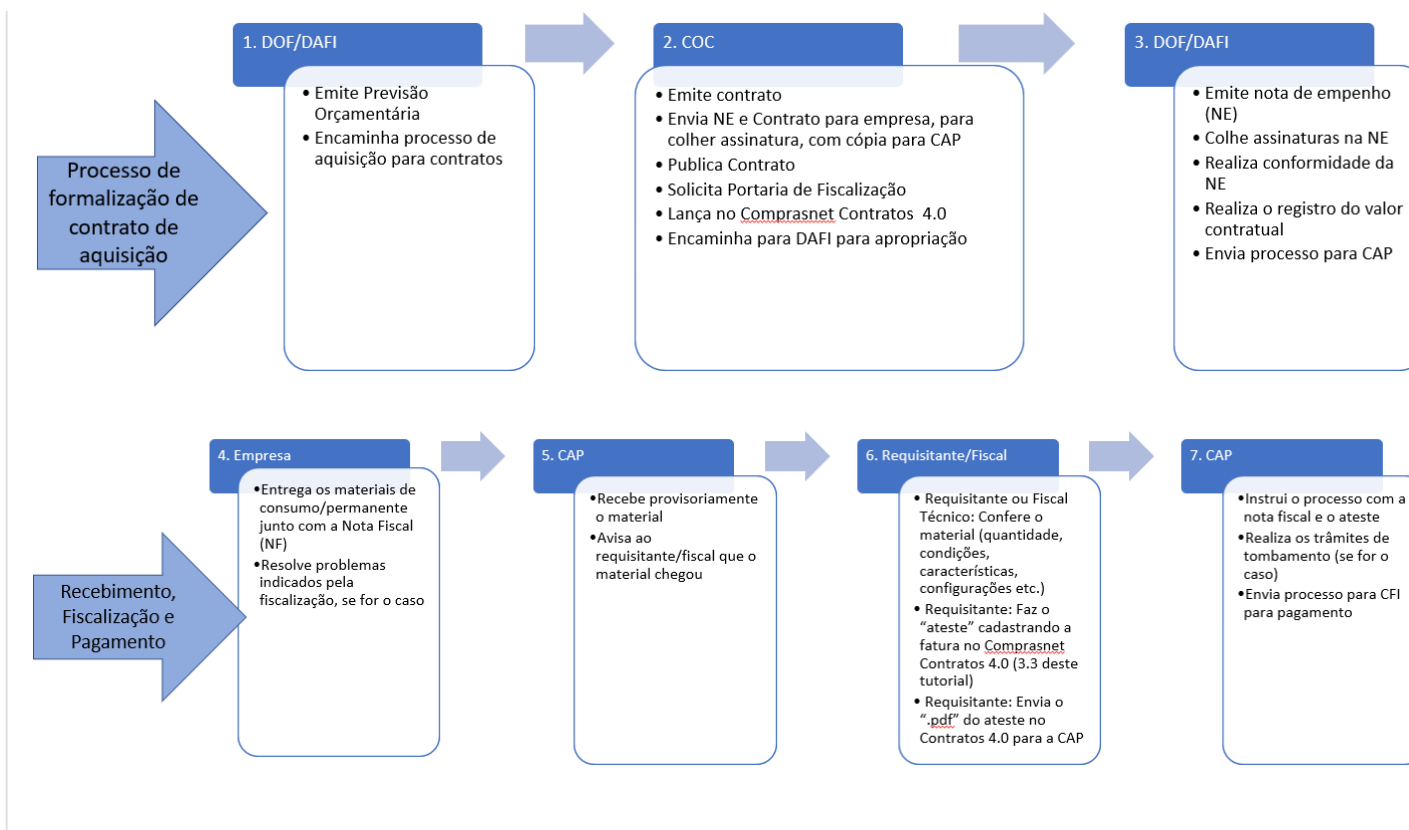 1. DOF/DAFI
• Emite Previsão
Orçamentária
• Encaminha processo de
aquisição para contratos
2. COC
• Emite contrato
• Envia NE e Contrato para empresa, para
colher assinatura, com cópia para CAP
• Publica Contrato
• Solicita Portaria de Fiscalização
• Lança no Comprasnet Contratos 4.0
• Encaminha para DAFI para apropriação
3. DOF/DAFI
• Emite nota de empenho
(NE)
• Colhe assinaturas na NE
• Realiza conformidade da
NE
• Realiza o registro do valor
contratual
• Envia processo para CAP
Processo de
formalização de
contrato de
aquisição
4. Empresa
•Entrega os materiais de
consumo/permanente
junto com a Nota Fiscal
(NF)
•Resolve problemas
indicados pela
fiscalização, se for o caso
5. CAP
•Recebe provisoriamente
o material
•Avisa ao
requisitante/fiscal que o
material chegou
6. Requisitante/Fiscal
• Requisitante ou Fiscal
Técnico: Confere o
material (quantidade,
condições,
características,
configurações etc.)
• Requisitante: Faz o
“ateste” cadastrando a
fatura no Comprasnet
Contratos 4.0 (3.3 deste
tutorial)
• Requisitante: Envia o
“.pdf” do ateste no
Contratos 4.0 para a CAP
7. CAP
•Instrui o processo com a
nota fiscal e o ateste
•Realiza os trâmites de
tombamento (se for o
caso)
•Envia processo para CFI
para pagamento
Recebimento,
Fiscalização e
Pagamento